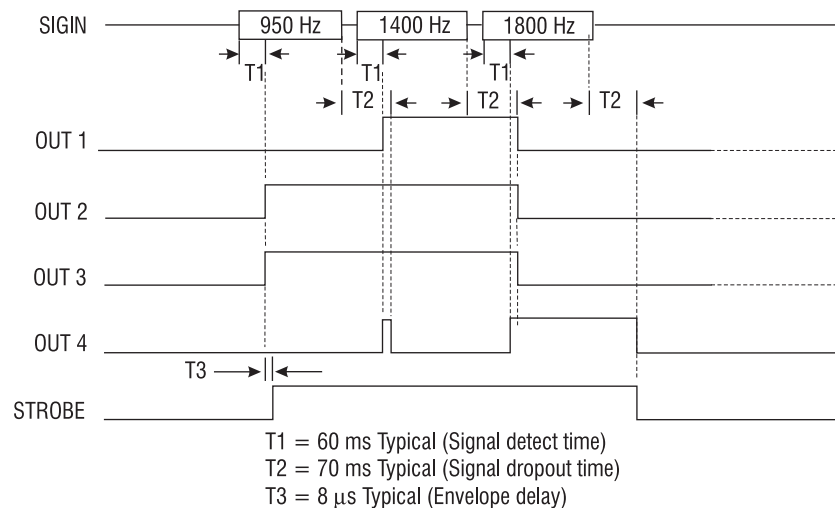 SIGIN 950 Hz 1400 Hz 1800 Hz
T1 T1 T1
T2 T2 T2
OUT 1
OUT 2
OUT 3
OUT 4
T3
STROBE
T1 = 60 ms Typical (Signal detect time)
T2 = 70 ms Typical (Signal dropout time)
T3 = 8 µs Typical (Envelope delay)